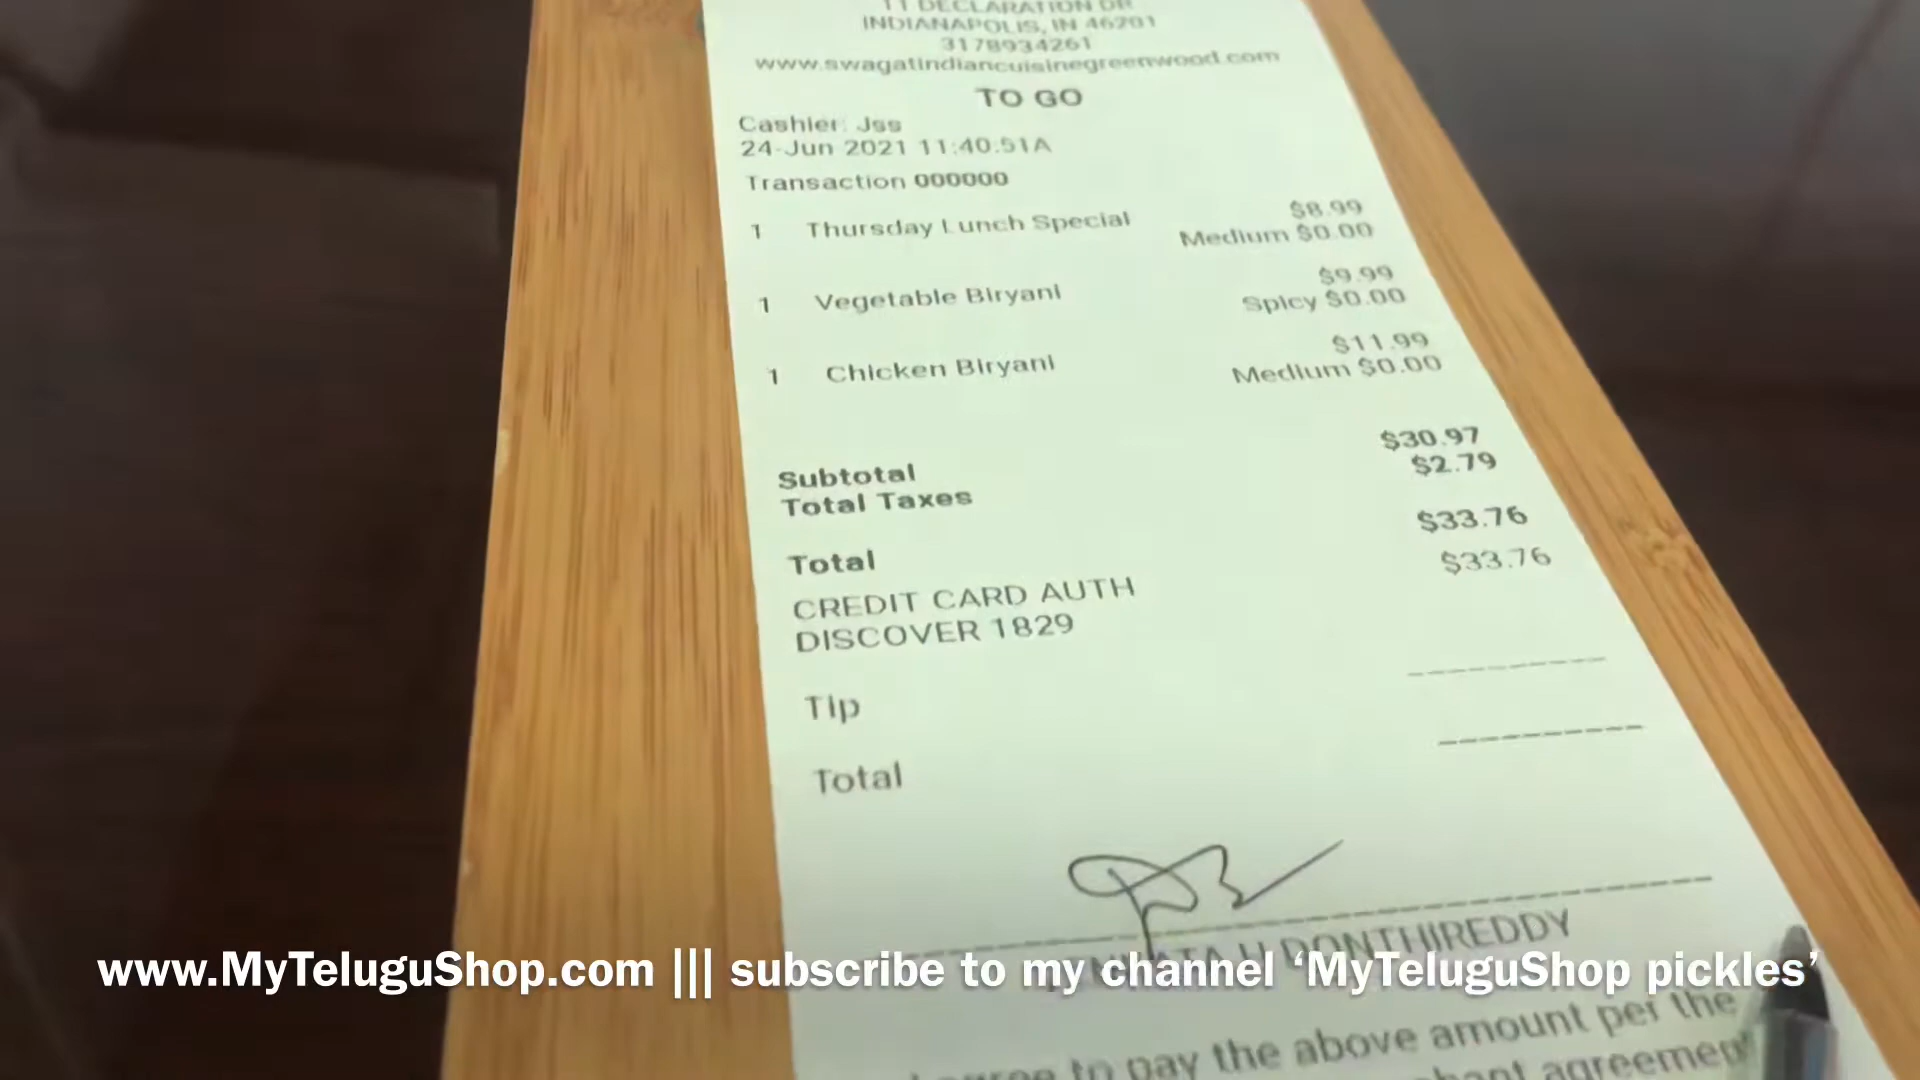 11 DECLARATION DR
INDIANAPOLIS, IN 46201
3178934261
www.swagatindiancuisinegreenwood.com
TO GO
Cashier: Jss
24-Jun 2021 11:40:51A
Transaction 000000
1 Thursday Lunch Special $8.99
Medium $0.00
1 Vegetable Biryani $9.99
Spicy $0.00
1 Chicken Biryani $11.99
Medium $0.00
Subtotal $30.97
Total Taxes $2.79
Total $33.76
CREDIT CARD AUTH $33.76
DISCOVER 1829
Tip
Total
DONTHIREDDY
www.MyTeluguShop.com ||| subscribe to my channel ‘MyTeluguShop pickles’
agree to pay the above amount per the
agreement